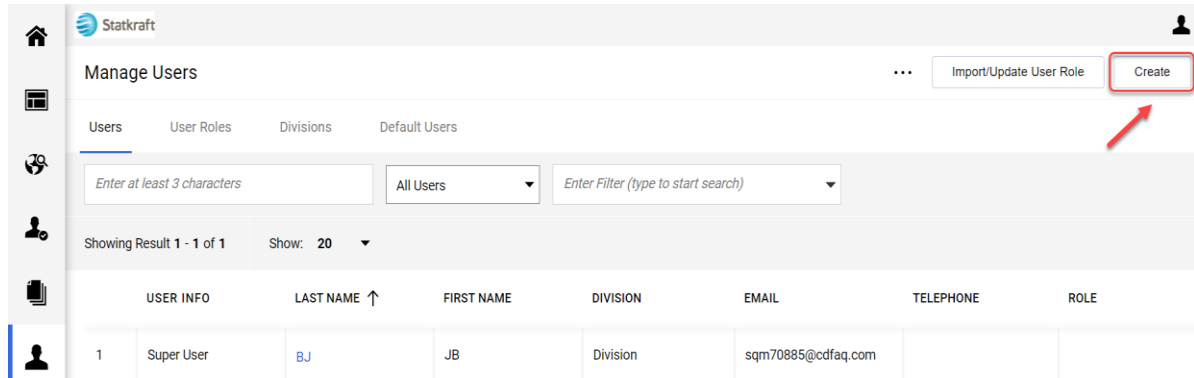 Statkraft
Manage Users
... Import/Update User Role Create
Users User Roles Divisions Default Users
Enter at least 3 characters All Users Enter Filter (type to start search)
Showing Result 1 - 1 of 1 Show: 20
USER INFO LAST NAME ↑ FIRST NAME DIVISION EMAIL TELEPHONE ROLE
1 Super User BJ JB Division sqm70885@cdfaq.com